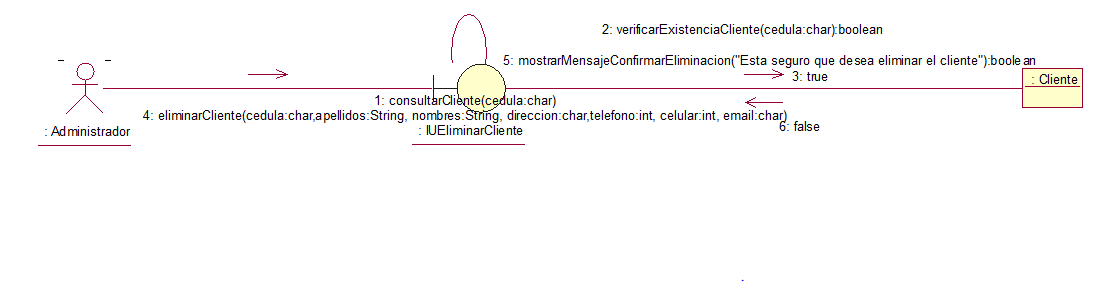 2: verificarExistenciaCliente(cedula:char):boolean
5: mostrarMensajeConfirmarEliminacion("Esta seguro que desea eliminar el cliente"):boolean
3: true
: Cliente
1: consultarCliente(cedula:char)
4: eliminarCliente(cedula:char,apellidos:String, nombres:String, direccion:char,telefono:int, celular:int, email:char)
6: false
: Administrador
: IUEliminarCliente